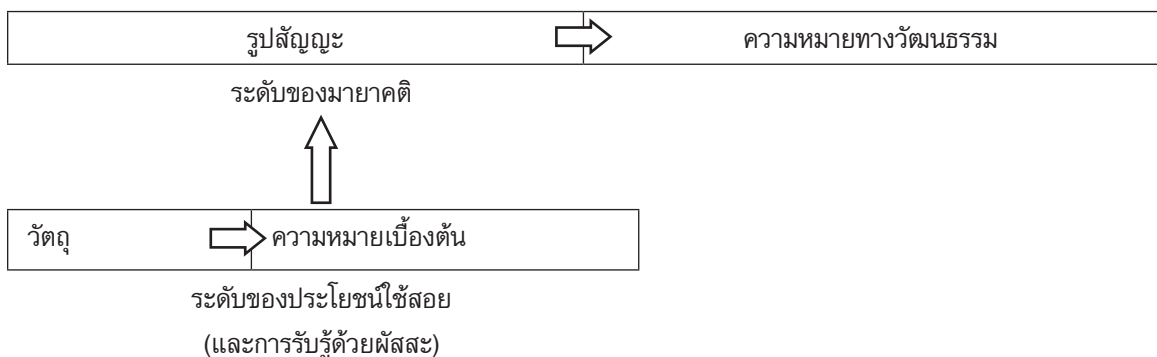 รูปสัญญะ ความหมายทางวัฒนธรรม
ระดับของมายาคติ
วัตถุ ความหมายเบื้องต้น
ระดับของประโยชน์ใช้สอย
(และการรับรู้ด้วยผัสสะ)